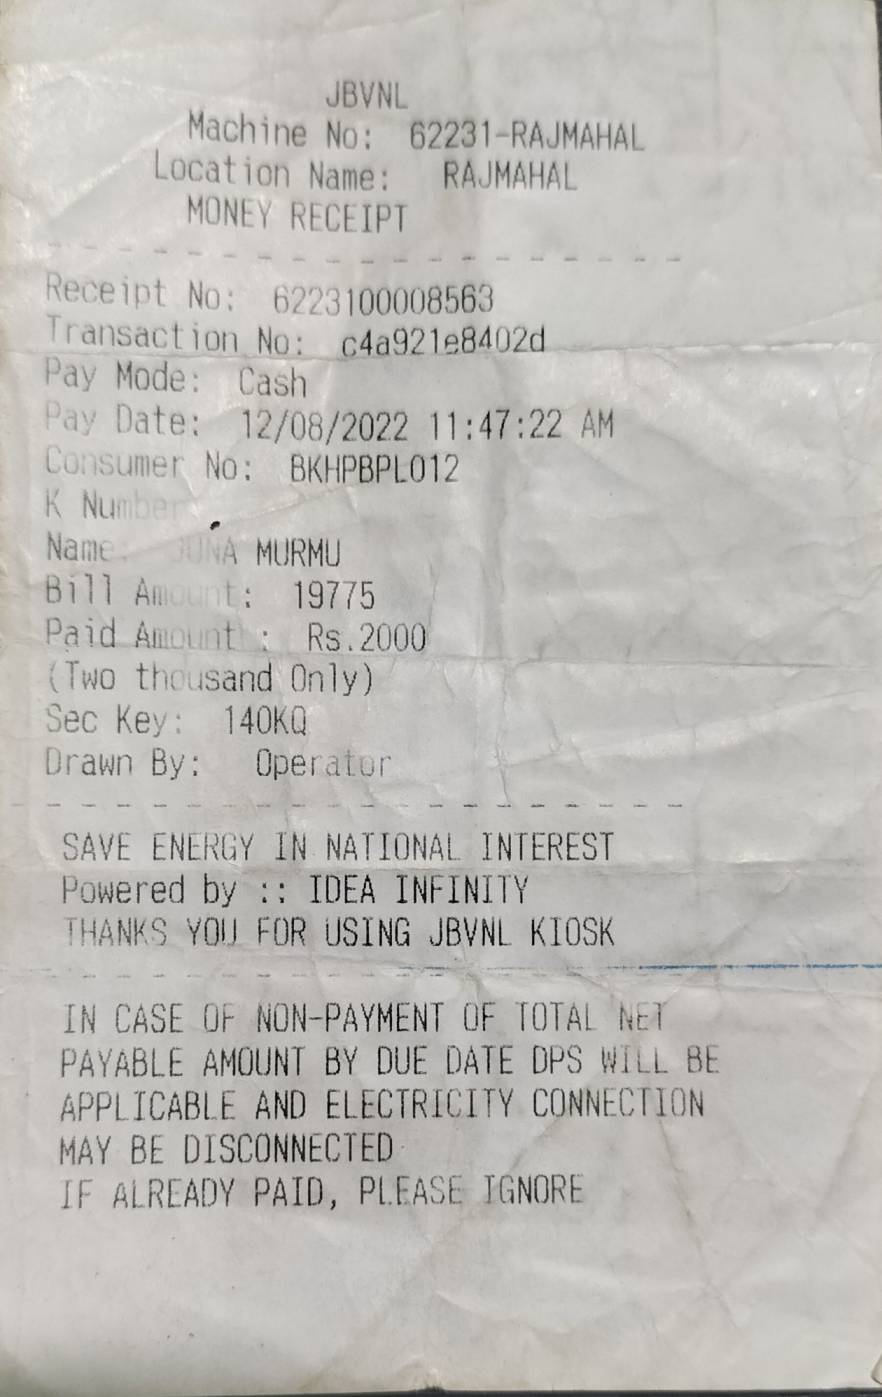 JBVNL
Machine No: 62231-RAJMAHAL
Location Name: RAJMAHAL
MONEY RECEIPT
Receipt No: 6223100008563
Transaction No: c4a921e8402d
Pay Mode: Cash
Pay Date: 12/08/2022 11:47:22 AM
Consumer No: BKHPBPL012
K Number
Name: MURMU
Bill Amount: 19775
Paid Amount : Rs.2000
(Two thousand Only)
Sec Key: 140KQ
Drawn By: Operator
SAVE ENERGY IN NATIONAL INTEREST
Powered by :: IDEA INFINITY
THANKS YOU FOR USING JBVNL KIOSK
IN CASE OF NON-PAYMENT OF TOTAL NET
PAYABLE AMOUNT BY DUE DATE DPS WILL BE
APPLICABLE AND ELECTRICITY CONNECTION
MAY BE DISCONNECTED
IF ALREADY PAID, PLEASE IGNORE